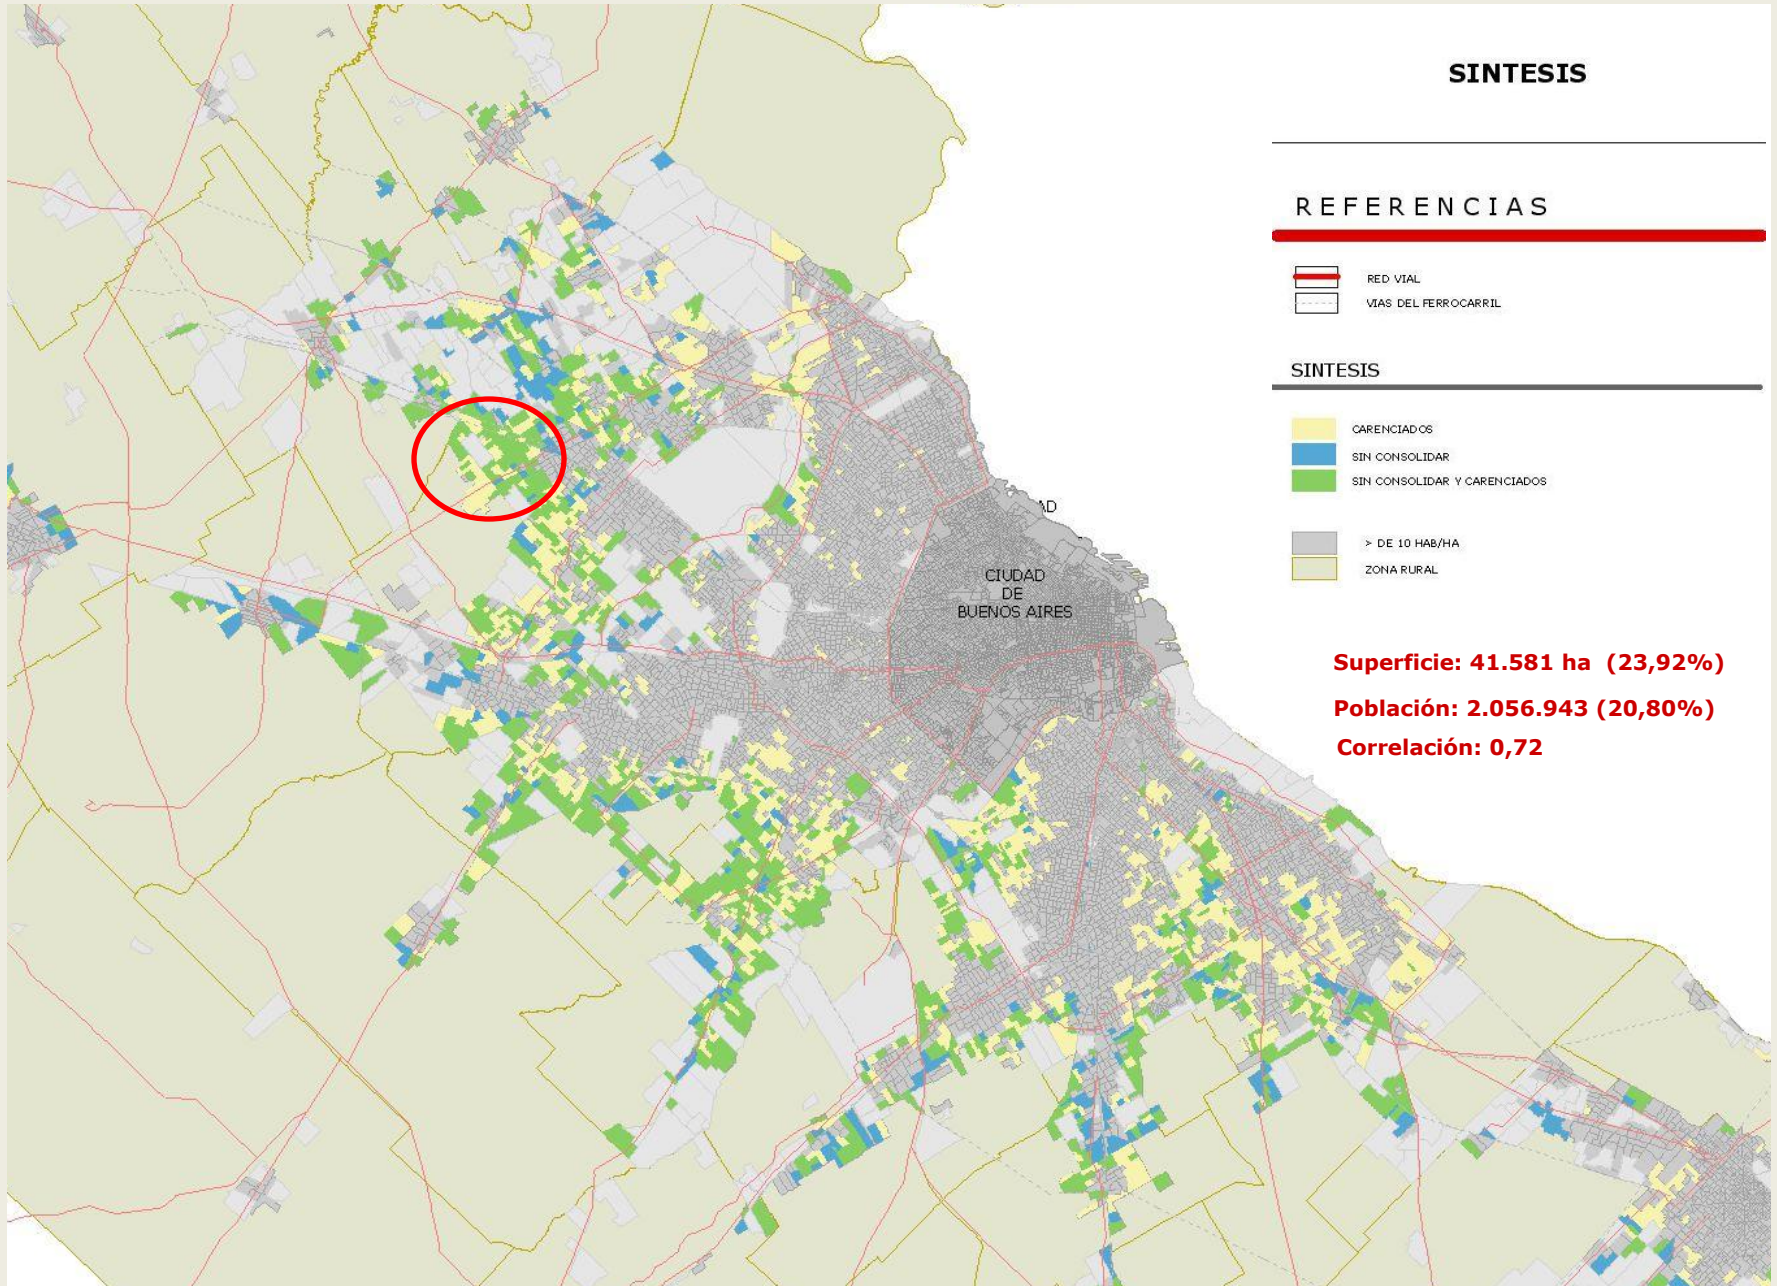 SINTESIS
REFERENCIAS
RED VIAL
VIAS DEL FERROCARRIL
SINTESIS
CARENCIADOS
SIN CONSOLIDAR
SIN CONSOLIDAR Y CARENCIADOS
> DE 10 HAB/HA
ZONA RURAL
AD
CIUDAD
DE
BUENOS AIRES
Superficie: 41.581 ha (23,92%)
Población: 2.056.943 (20,80%)
Correlación: 0,72